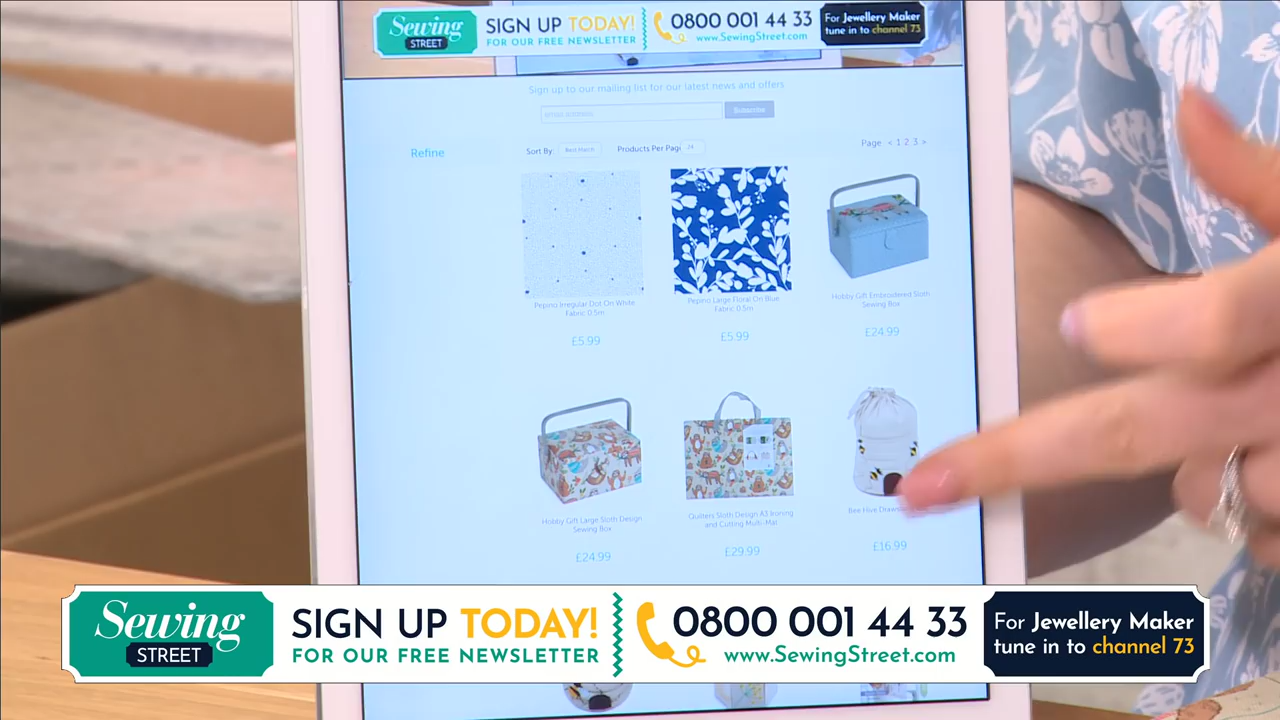 Sewing
STREET
SIGN UP TODAY!
FOR OUR FREE NEWSLETTER
0800 001 44 33
www.SewingStreet.com
For Jewellery Maker
tune in to channel 73
Sign up to our mailing list for our latest news and offers
email address
Subscribe
Refine
Sort By:
Best Match
Products Per Page
24
Page < 1 2 3 >
Pepino Irregular Dot On White
Fabric 0.5m
£5.99
Pepino Large Floral On Blue
Fabric 0.5m
£5.99
Hobby Gift Embroidered Sloth
Sewing Box
£24.99
Hobby Gift Large Sloth Design
Sewing Box
£24.99
Quilters Sloth Design A3 Ironing
and Cutting Multi-Mat
£29.99
Bee Hive
£16.99
Sewing
STREET
SIGN UP TODAY!
FOR OUR FREE NEWSLETTER
0800 001 44 33
www.SewingStreet.com
For Jewellery Maker
tune in to channel 73